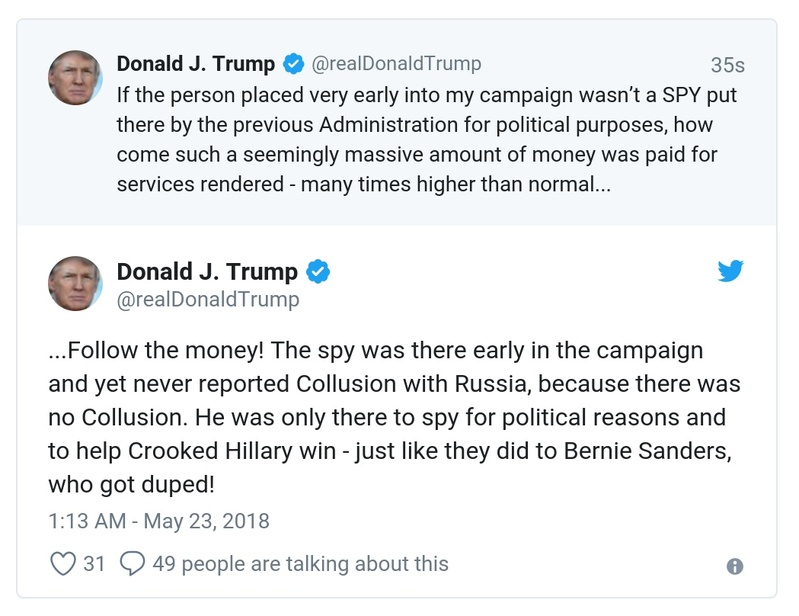 Donald J. Trump @realDonaldTrump 35s
If the person placed very early into my campaign wasn’t a SPY put
there by the previous Administration for political purposes, how
come such a seemingly massive amount of money was paid for
services rendered - many times higher than normal...
Donald J. Trump
@realDonaldTrump
...Follow the money! The spy was there early in the campaign
and yet never reported Collusion with Russia, because there was
no Collusion. He was only there to spy for political reasons and
to help Crooked Hillary win - just like they did to Bernie Sanders,
who got duped!
1:13 AM - May 23, 2018
31 49 people are talking about this